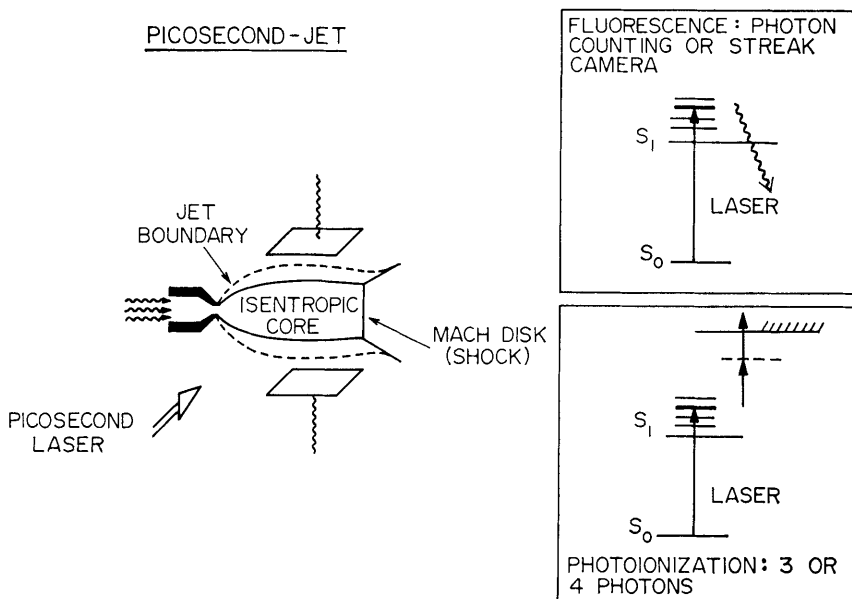 PICOSECOND-JET
JET
BOUNDARY
ISENTROPIC
CORE
MACH DISK
(SHOCK)
PICOSECOND
LASER
FLUORESCENCE: PHOTON
COUNTING OR STREAK
CAMERA
S₁
LASER
S₀
S₁
LASER
S₀
PHOTOIONIZATION: 3 OR
4 PHOTONS